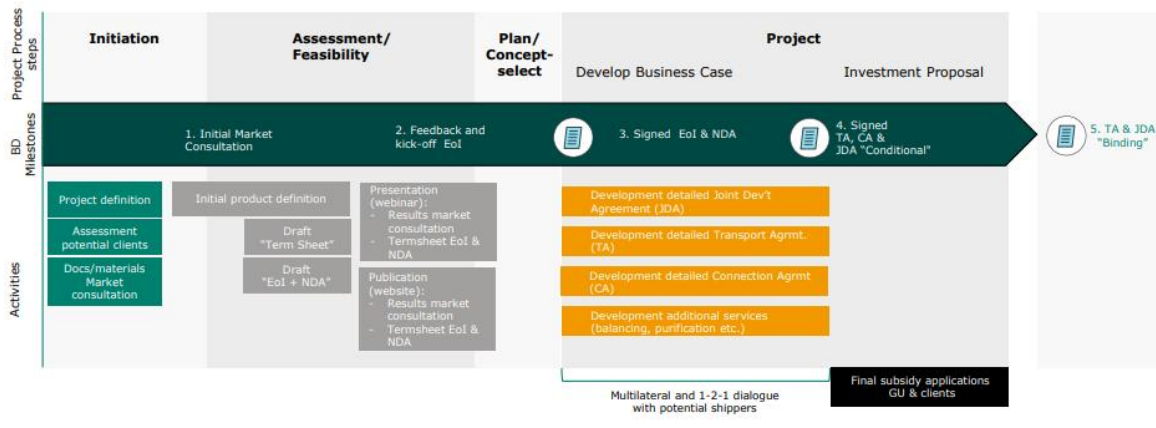 Project Process
steps
Initiation
Assessment/
Feasibility
Plan/
Concept-
select
Project
Develop Business Case
Investment Proposal
BD
Milestones
1. Initial Market
Consultation
2. Feedback and
kick-off EoI
3. Signed EoI & NDA
4. Signed
TA, CA &
JDA "Conditional"
5. TA & JDA
"Binding"
Activities
Project definition
Assessment
potential clients
Docs/materials
Market
consultation
Initial product definition
Draft
"Term Sheet"
Draft
"EoI + NDA"
Presentation
(webinar):
- Results market
consultation
- Termsheet EoI &
NDA
Publication
(website):
- Results market
consultation
- Termsheet EoI &
NDA
Development detailed Joint Dev't
Agreement (JDA)
Development detailed Transport Agrmt.
(TA)
Development detailed Connection Agrmt
(CA)
Development additional services
(balancing, purification etc.)
Multilateral and 1-2-1 dialogue
with potential shippers
Final subsidy applications
GU & clients